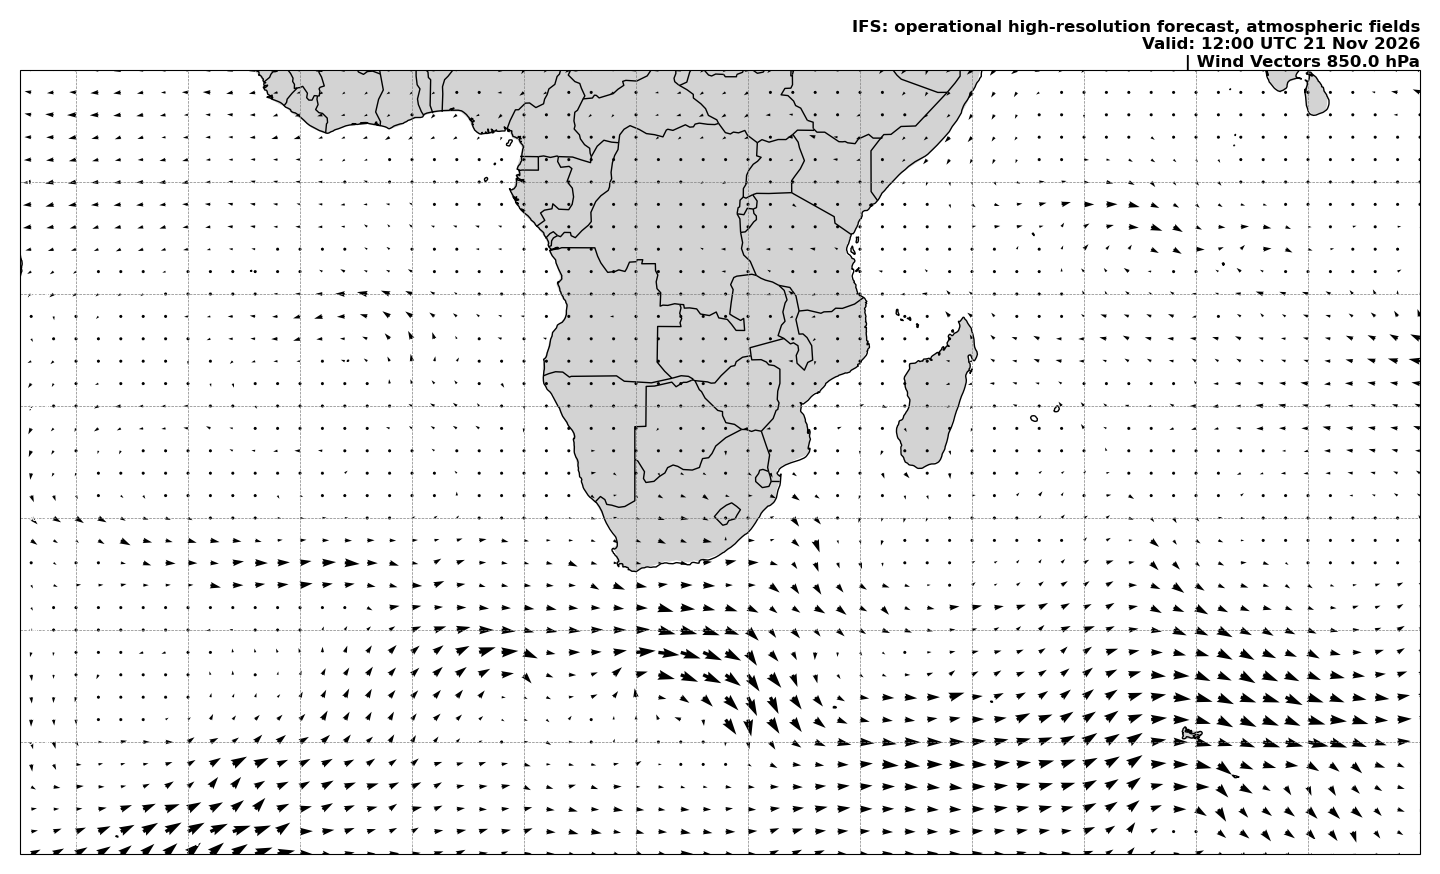 IFS: operational high-resolution forecast, atmospheric fields
Valid: 12:00 UTC 21 Nov 2026
| Wind Vectors 850.0 hPa